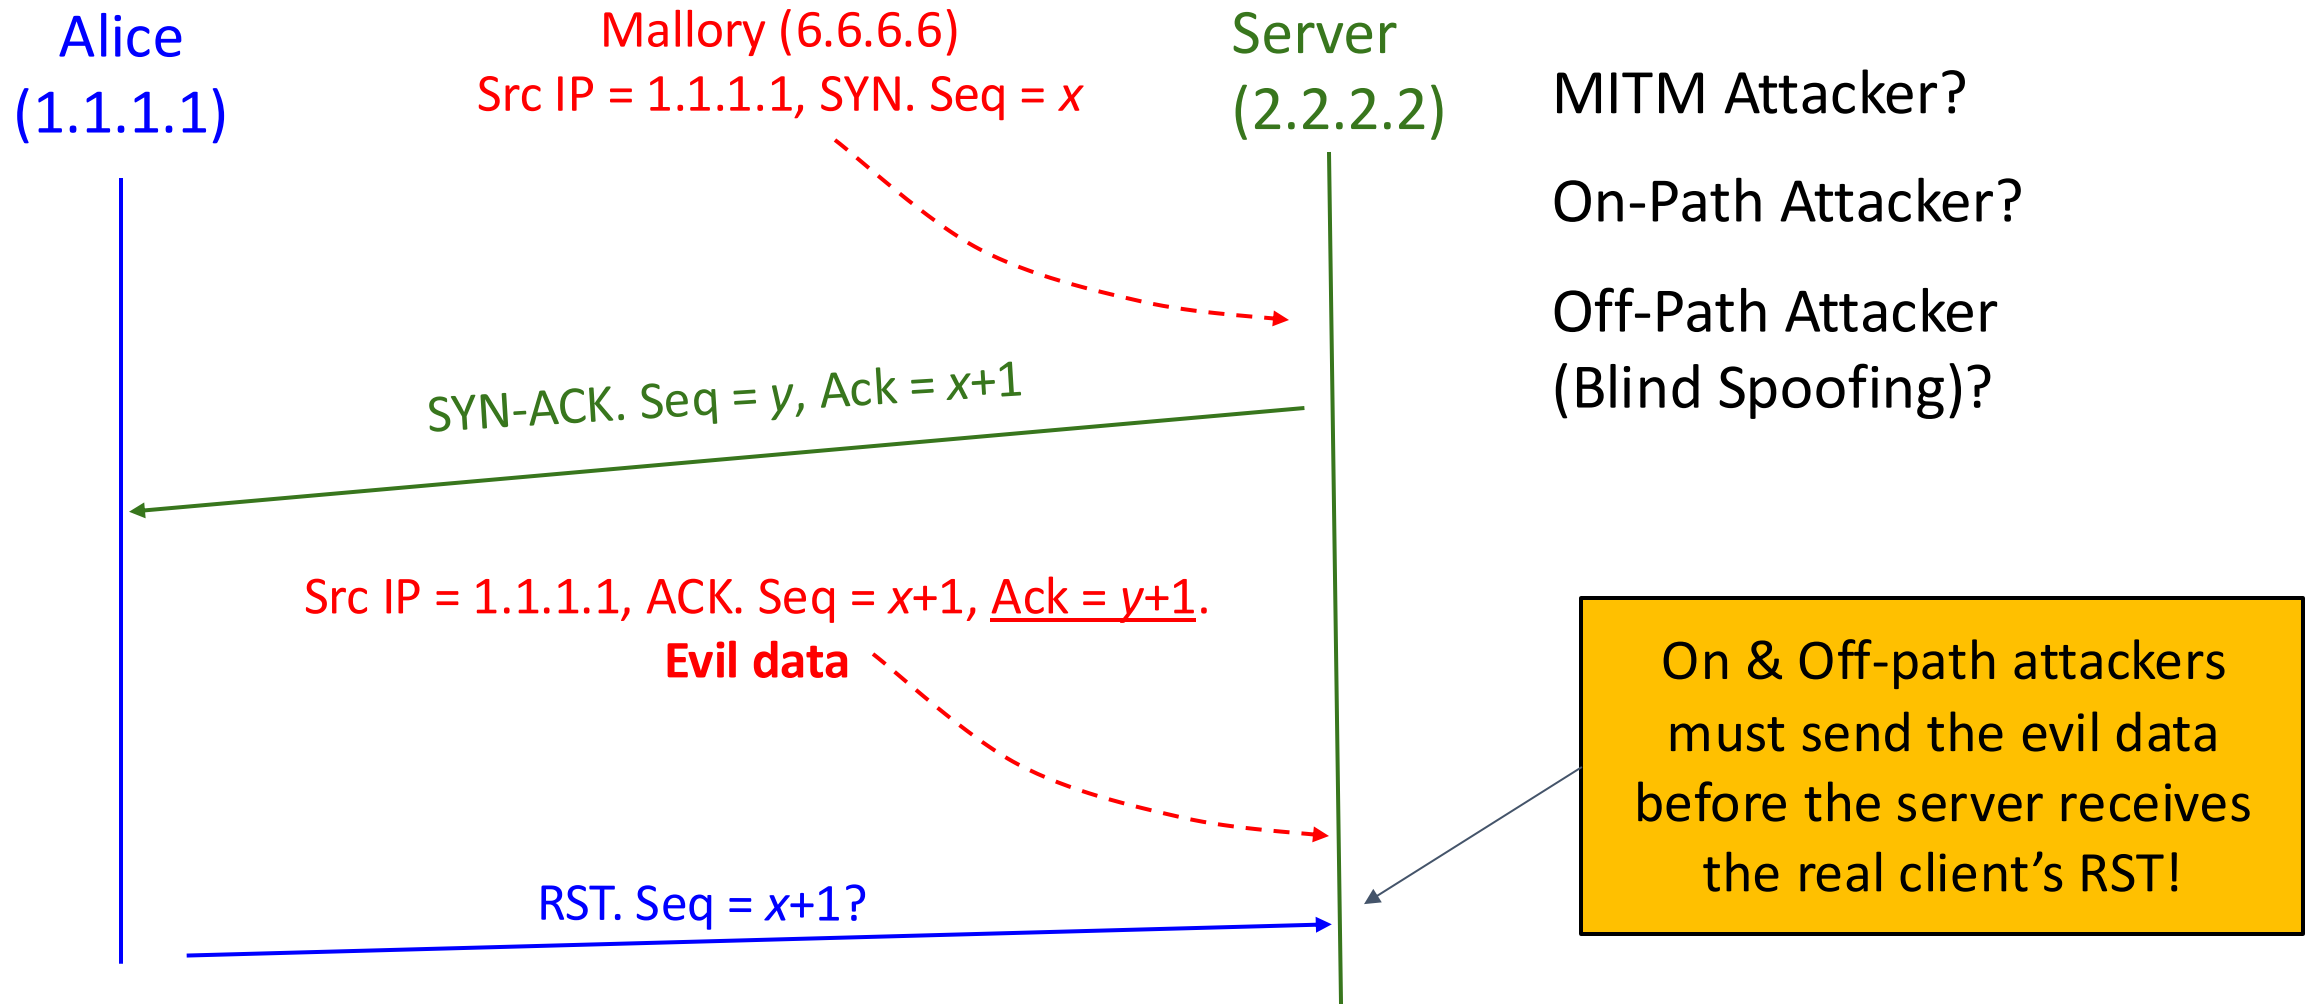 Alice
(1.1.1.1)
Mallory (6.6.6.6)
Src IP = 1.1.1.1, SYN. Seq = x
Server
(2.2.2.2)
MITM Attacker?
On-Path Attacker?
Off-Path Attacker
(Blind Spoofing)?
SYN-ACK. Seq = y, Ack = x+1
Src IP = 1.1.1.1, ACK. Seq = x+1, Ack = y+1.
Evil data
On & Off-path attackers
must send the evil data
before the server receives
the real client’s RST!
RST. Seq = x+1?